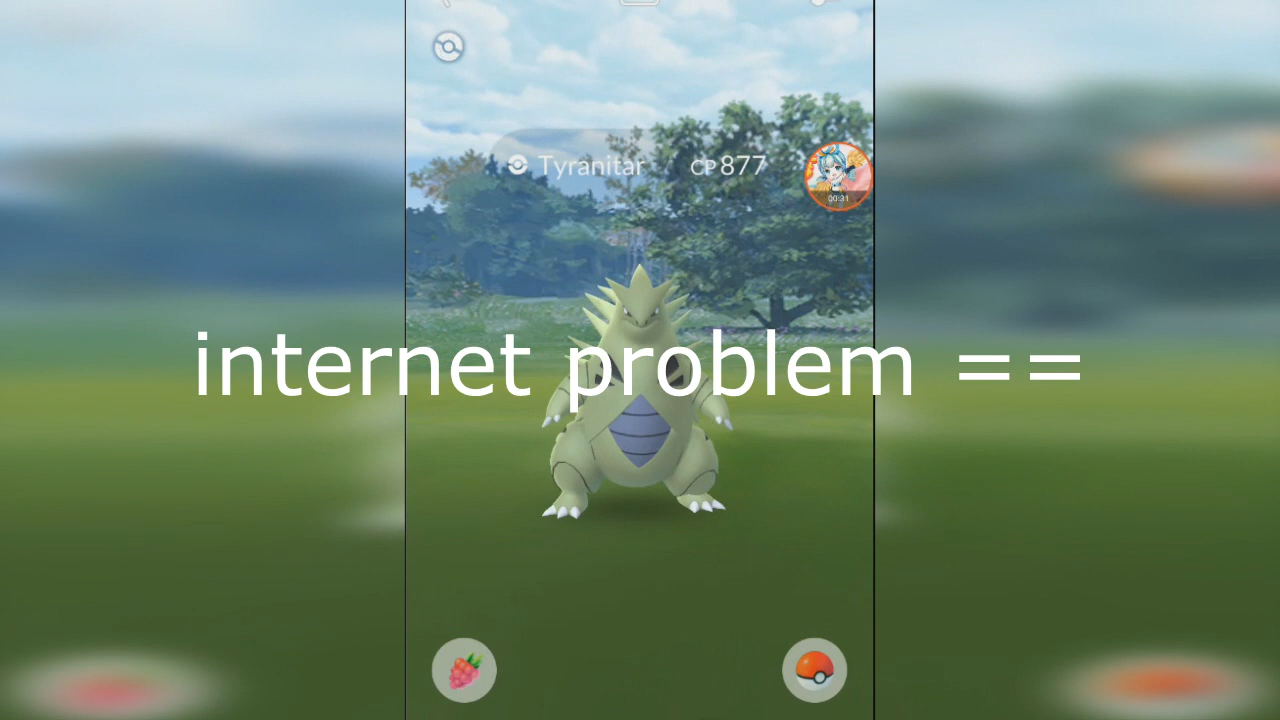 Tyranitar / CP877
00:31
internet problem ==